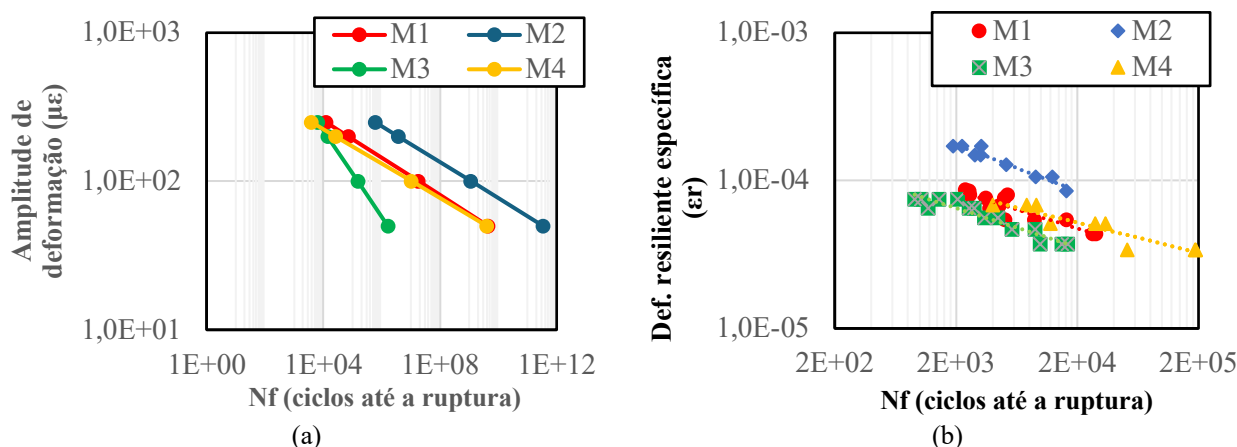 1,0E+03
1,0E+02
1,0E+01
Amplitude de
deformação (με)
M1
M2
M3
M4
1E+00
1E+04
1E+08
1E+12
Nf (ciclos até a ruptura)
(a)
1,0E-03
1,0E-04
1,0E-05
Def. resiliente específica
(εr)
M1
M2
M3
M4
2E+02
2E+03
2E+04
2E+05
Nf (ciclos até a ruptura)
(b)